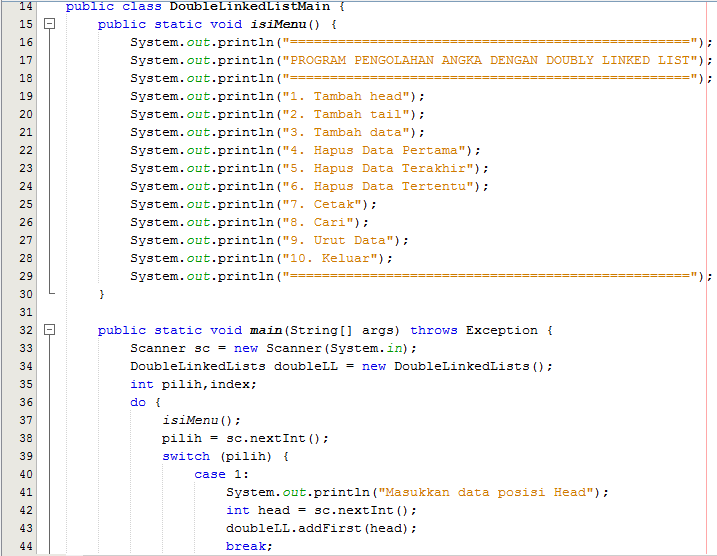 14 public class DoubleLinkedListMain {
15 public static void isiMenu() {
16 System.out.println("==================================================");
17 System.out.println("PROGRAM PENGOLAHAN ANGKA DENGAN DOUBLY LINKED LIST");
18 System.out.println("==================================================");
19 System.out.println("1. Tambah head");
20 System.out.println("2. Tambah tail");
21 System.out.println("3. Tambah data");
22 System.out.println("4. Hapus Data Pertama");
23 System.out.println("5. Hapus Data Terakhir");
24 System.out.println("6. Hapus Data Tertentu");
25 System.out.println("7. Cetak");
26 System.out.println("8. Cari");
27 System.out.println("9. Urut Data");
28 System.out.println("10. Keluar");
29 System.out.println("==================================================");
30 }
31
32 public static void main(String[] args) throws Exception {
33 Scanner sc = new Scanner(System.in);
34 DoubleLinkedLists doubleLL = new DoubleLinkedLists();
35 int pilih,index;
36 do {
37 isiMenu();
38 pilih = sc.nextInt();
39 switch (pilih) {
40 case 1:
41 System.out.println("Masukkan data posisi Head");
42 int head = sc.nextInt();
43 doubleLL.addFirst(head);
44 break;